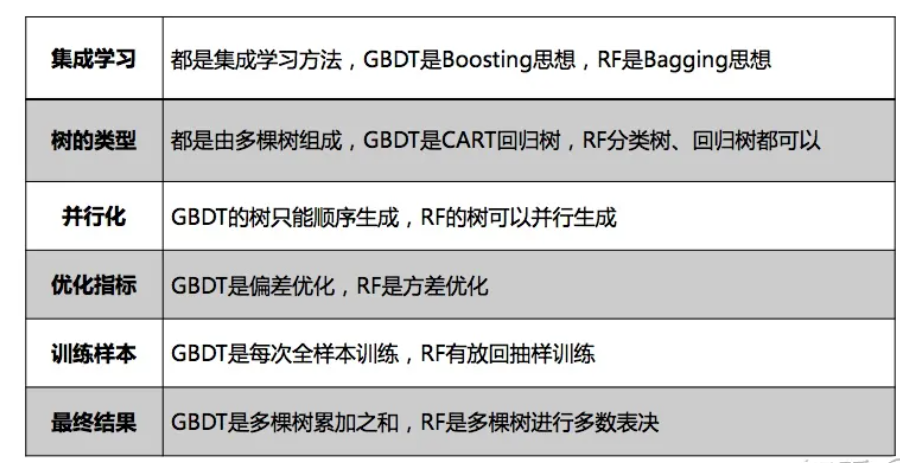 集成学习 都是集成学习方法，GBDT是Boosting思想，RF是Bagging思想
树的类型 都是由多棵树组成，GBDT是CART回归树，RF分类树、回归树都可以
并行化 GBDT的树只能顺序生成，RF的树可以并行生成
优化指标 GBDT是偏差优化，RF是方差优化
训练样本 GBDT是每次全样本训练，RF有放回抽样训练
最终结果 GBDT是多棵树累加之和，RF是多棵树进行多数表决